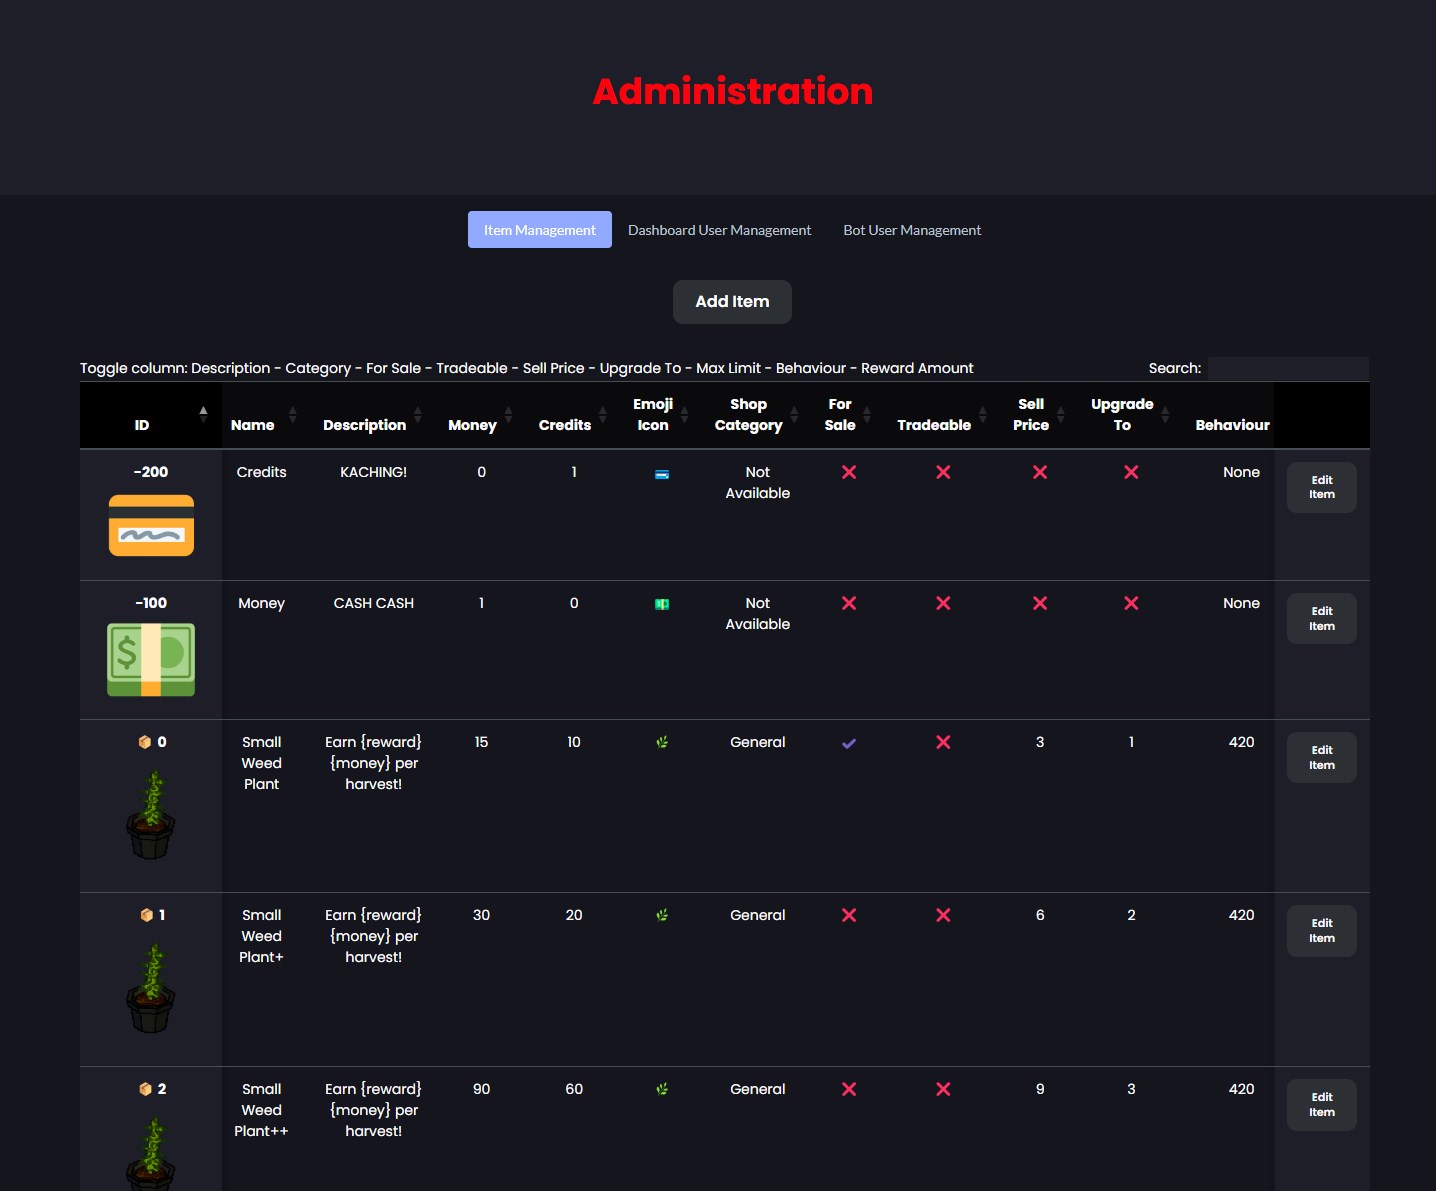 Administration
Item Management Dashboard User Management Bot User Management
Add Item
Toggle column: Description - Category - For Sale - Tradeable - Sell Price - Upgrade To - Max Limit - Behaviour - Reward Amount Search:
ID Name Description Money Credits Emoji Icon Shop Category For Sale Tradeable Sell Price Upgrade To Behaviour
-200 Credits KACHING! 0 1 Not Available None Edit Item
-100 Money CASH CASH 1 0 Not Available None Edit Item
0 Small Weed Plant Earn {reward} {money} per harvest! 15 10 General 3 1 420 Edit Item
1 Small Weed Plant+ Earn {reward} {money} per harvest! 30 20 General 6 2 420 Edit Item
2 Small Weed Plant++ Earn {reward} {money} per harvest! 90 60 General 9 3 420 Edit Item